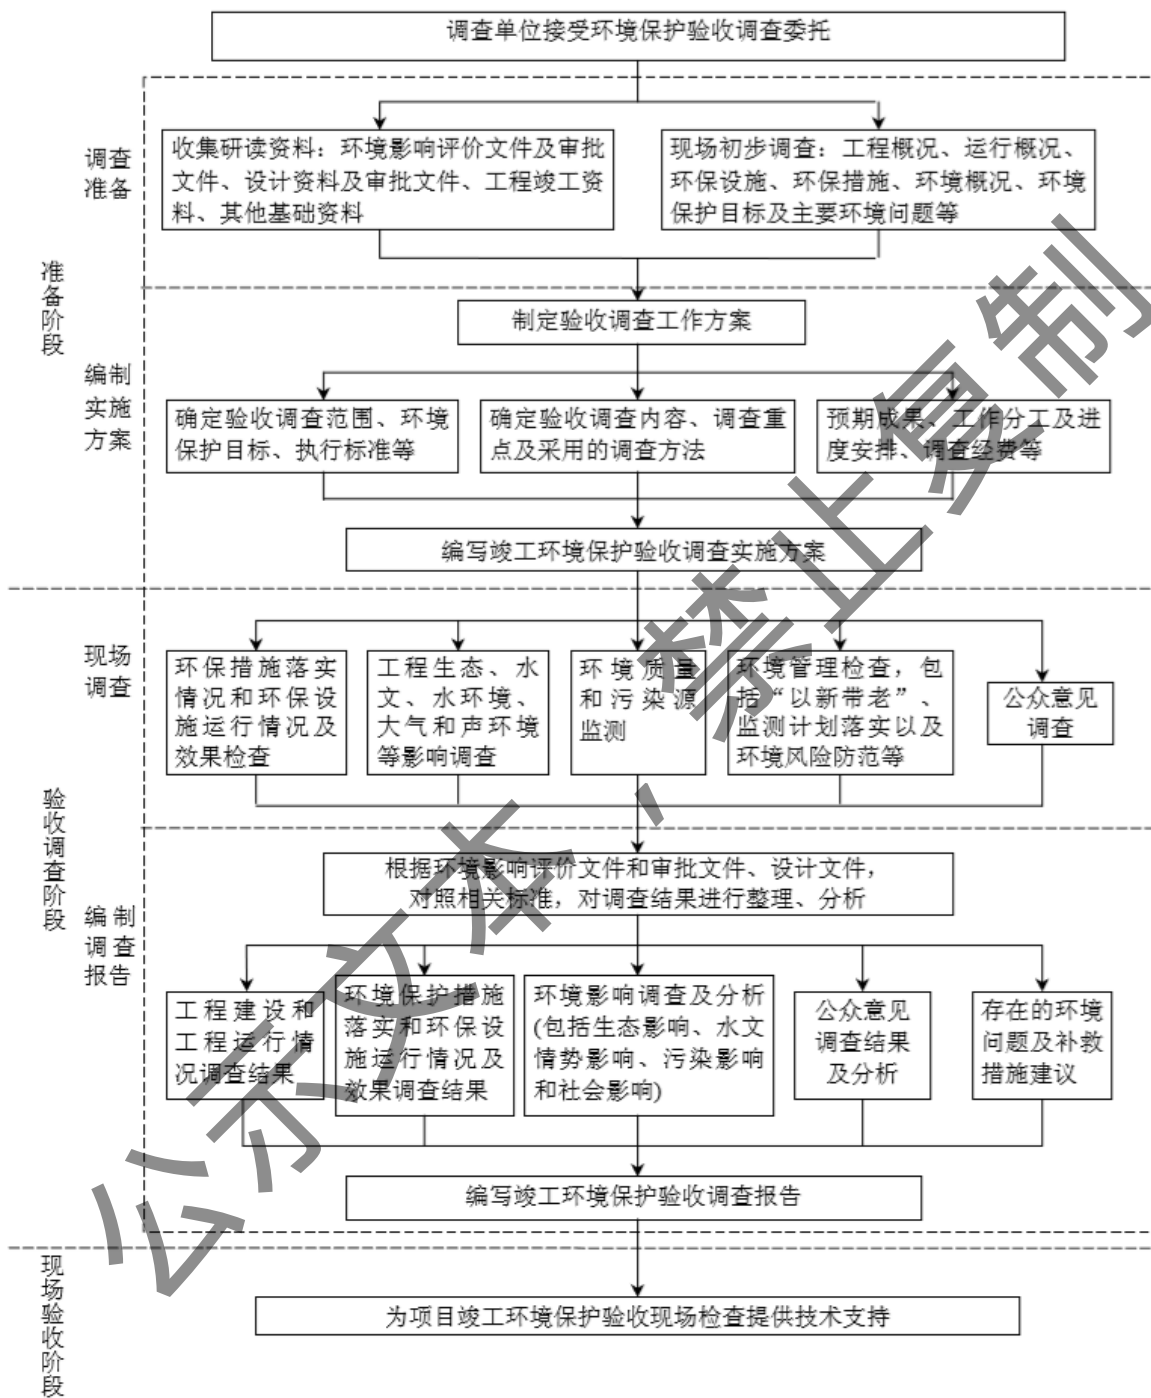 调查单位接受环境保护验收调查委托
调查
准备
收集研读资料：环境影响评价文件及审批
文件、设计资料及审批文件、工程竣工资
料、其他基础资料
现场初步调查：工程概况、运行概况、
环保设施、环保措施、环境概况、环境
保护目标及主要环境问题等
准备阶段
制定验收调查工作方案
编制
实施
方案
确定验收调查范围、环境
保护目标、执行标准等
确定验收调查内容、调查重
点及采用的调查方法
预期成果、工作分工及进
度安排、调查经费等
编写竣工环境保护验收调查实施方案
现场
调查
环保措施落实
情况和环保设
施运行情况及
效果检查
工程生态、水
文、水环境、
大气和声环境
等影响调查
环境质量
和污染源
监测
环境管理检查，包
括“以新带老”、
监测计划落实以及
环境风险防范等
公众意见
调查
验收调查阶段
根据环境影响评价文件和审批文件、设计文件，
对照相关标准，对调查结果进行整理、分析
编制
调查
报告
工程建设和
工程运行情
况调查结果
环境保护措施
落实和环保设
施运行情况及
效果调查结果
环境影响调查及分析
(包括生态影响、水文
情势影响、污染影响
和社会影响)
公众意见
调查结果
及分析
存在的环境
问题及补救
措施建议
编写竣工环境保护验收调查报告
现场验收阶段
为项目竣工环境保护验收现场检查提供技术支持
公示文本，禁止复制